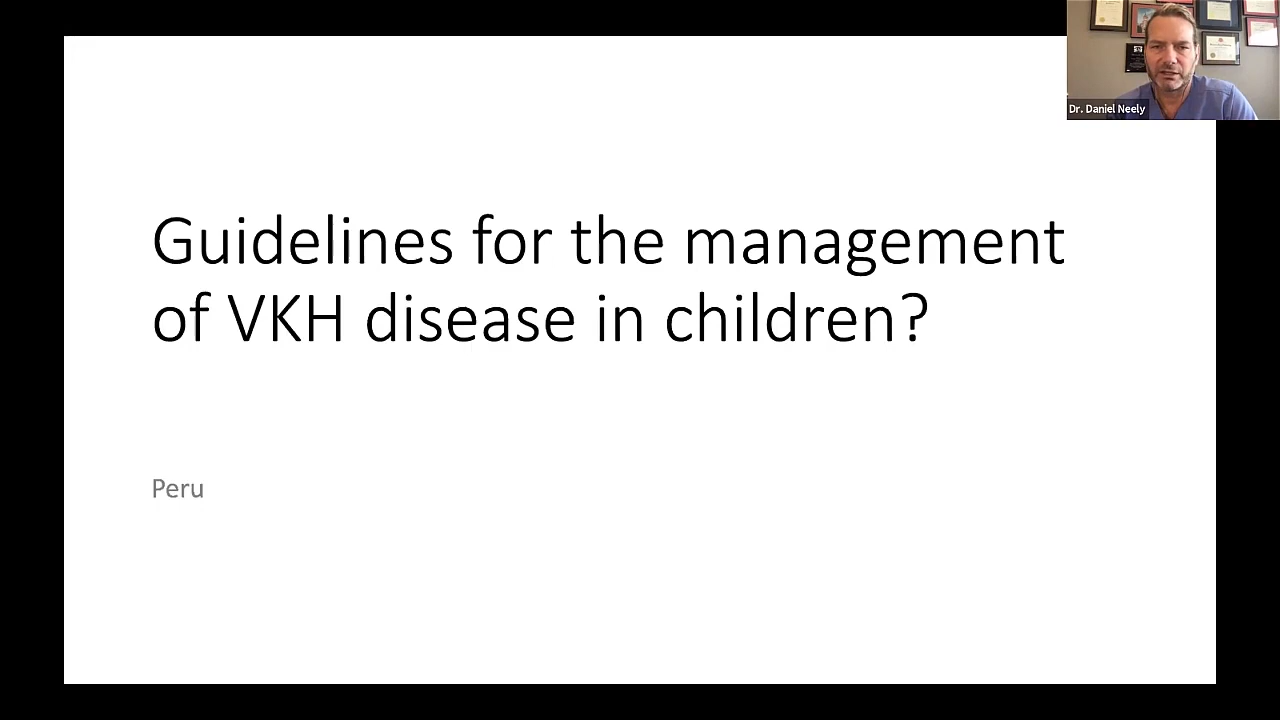 Dr. Daniel Neely
Guidelines for the management
of VKH disease in children?
Peru